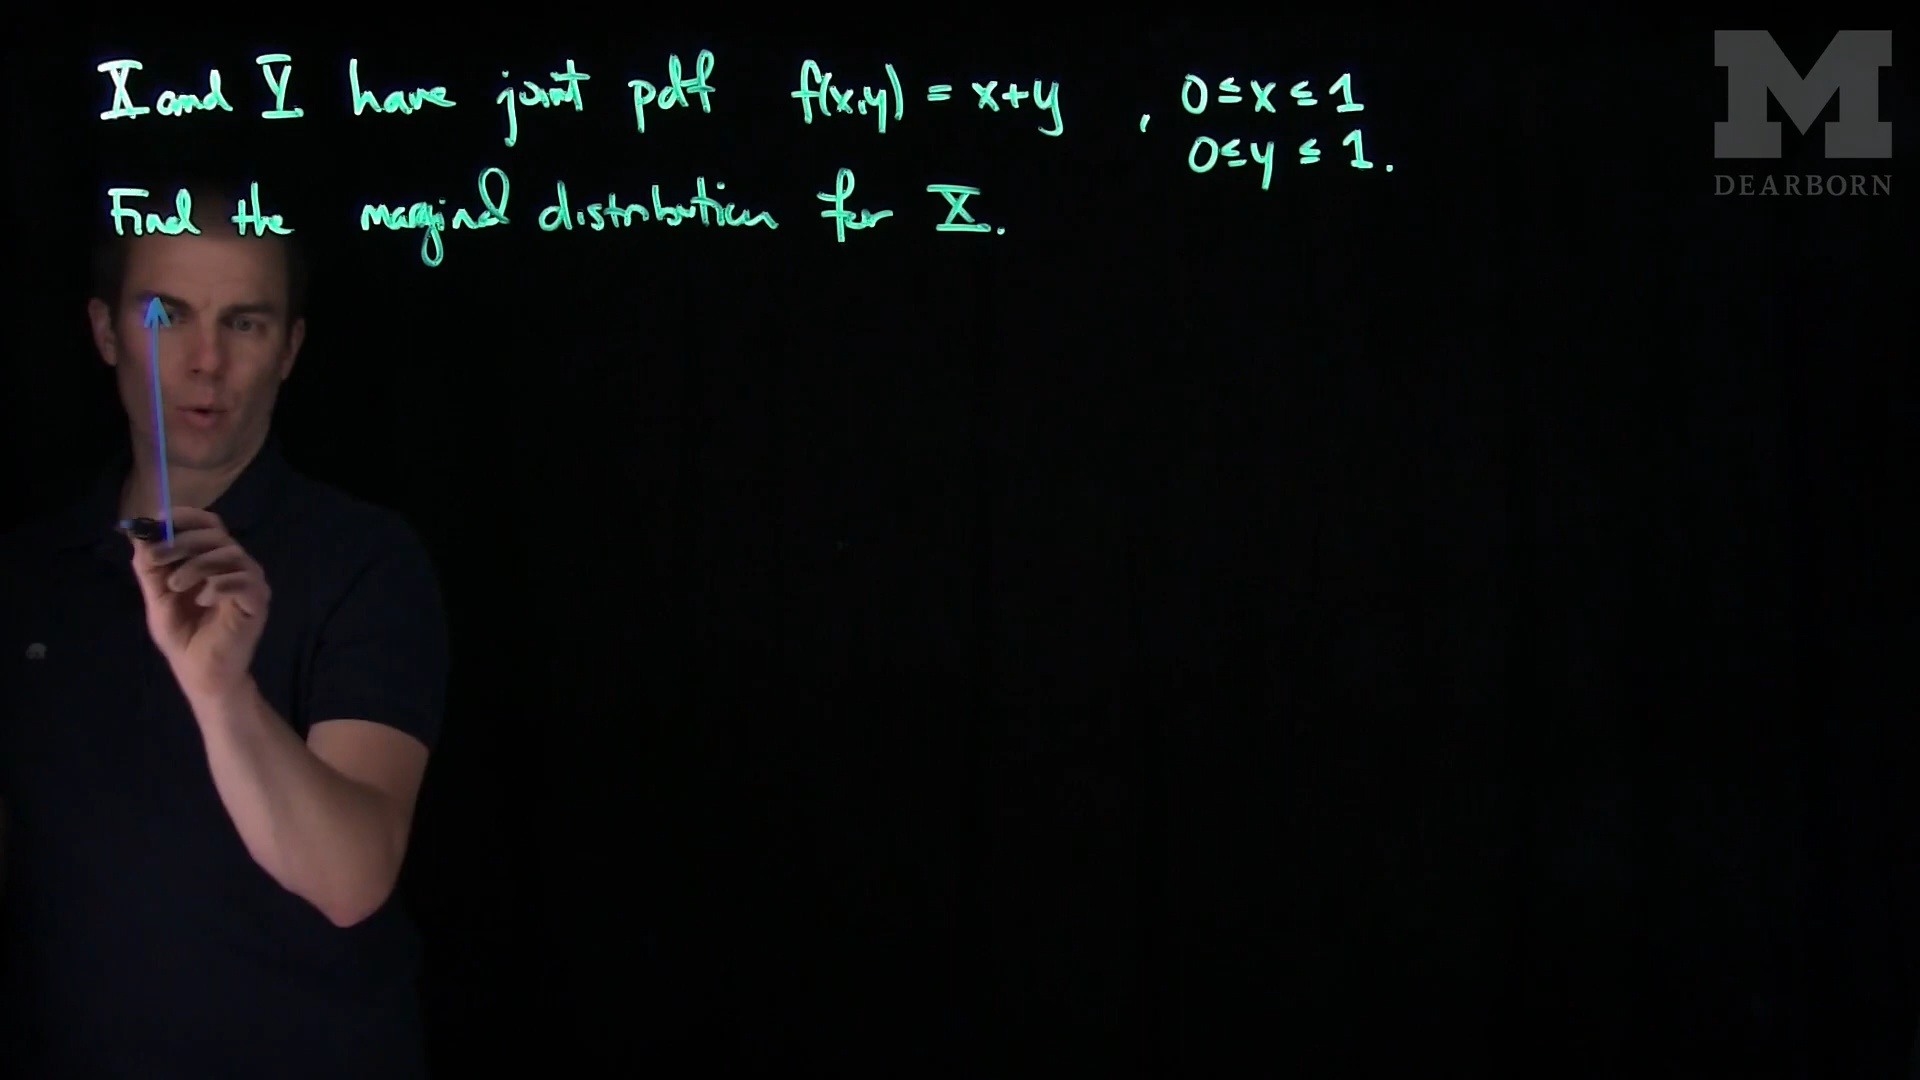 X and Y have joint pdf f(x,y) = x+y , 0≤x≤1
0≤y≤1.
Find the marginal distribution for X.
M
DEARBORN